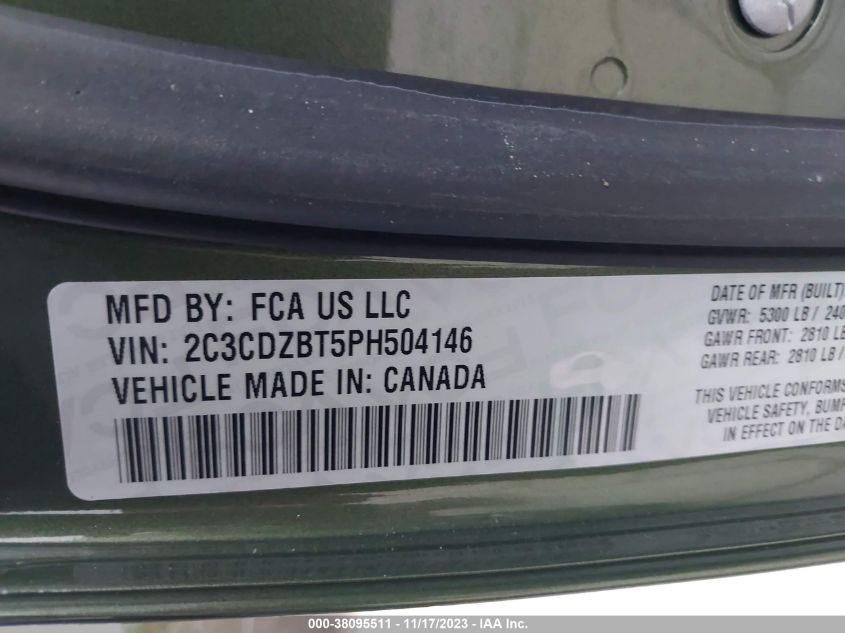 MFD BY: FCA US LLC
VIN: 2C3CDZBT5PH504146
VEHICLE MADE IN: CANADA
DATE OF MFR (BUILT)
GVWR: 5300 LB / 240
GAWR FRONT: 2810 LB
GAWR REAR: 2810 LB /
THIS VEHICLE CONFORMS
VEHICLE SAFETY, BUMP
IN EFFECT ON THE DA
000-38095511 - 11/17/2023 - IAA Inc.